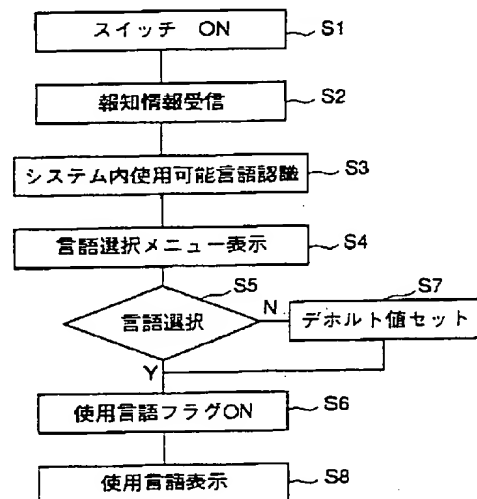 スイッチ ON S1
報知情報受信 S2
システム内使用可能言語認識 S3
言語選択メニュー表示 S4
S5
言語選択
N
S7
デホルト値セット
Y
使用言語フラグON S6
使用言語表示 S8